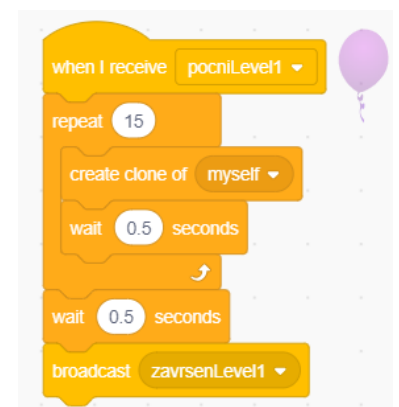 when I receive pocniLevel1
repeat 15
create clone of myself
wait 0.5 seconds
wait 0.5 seconds
broadcast zavrsenLevel1